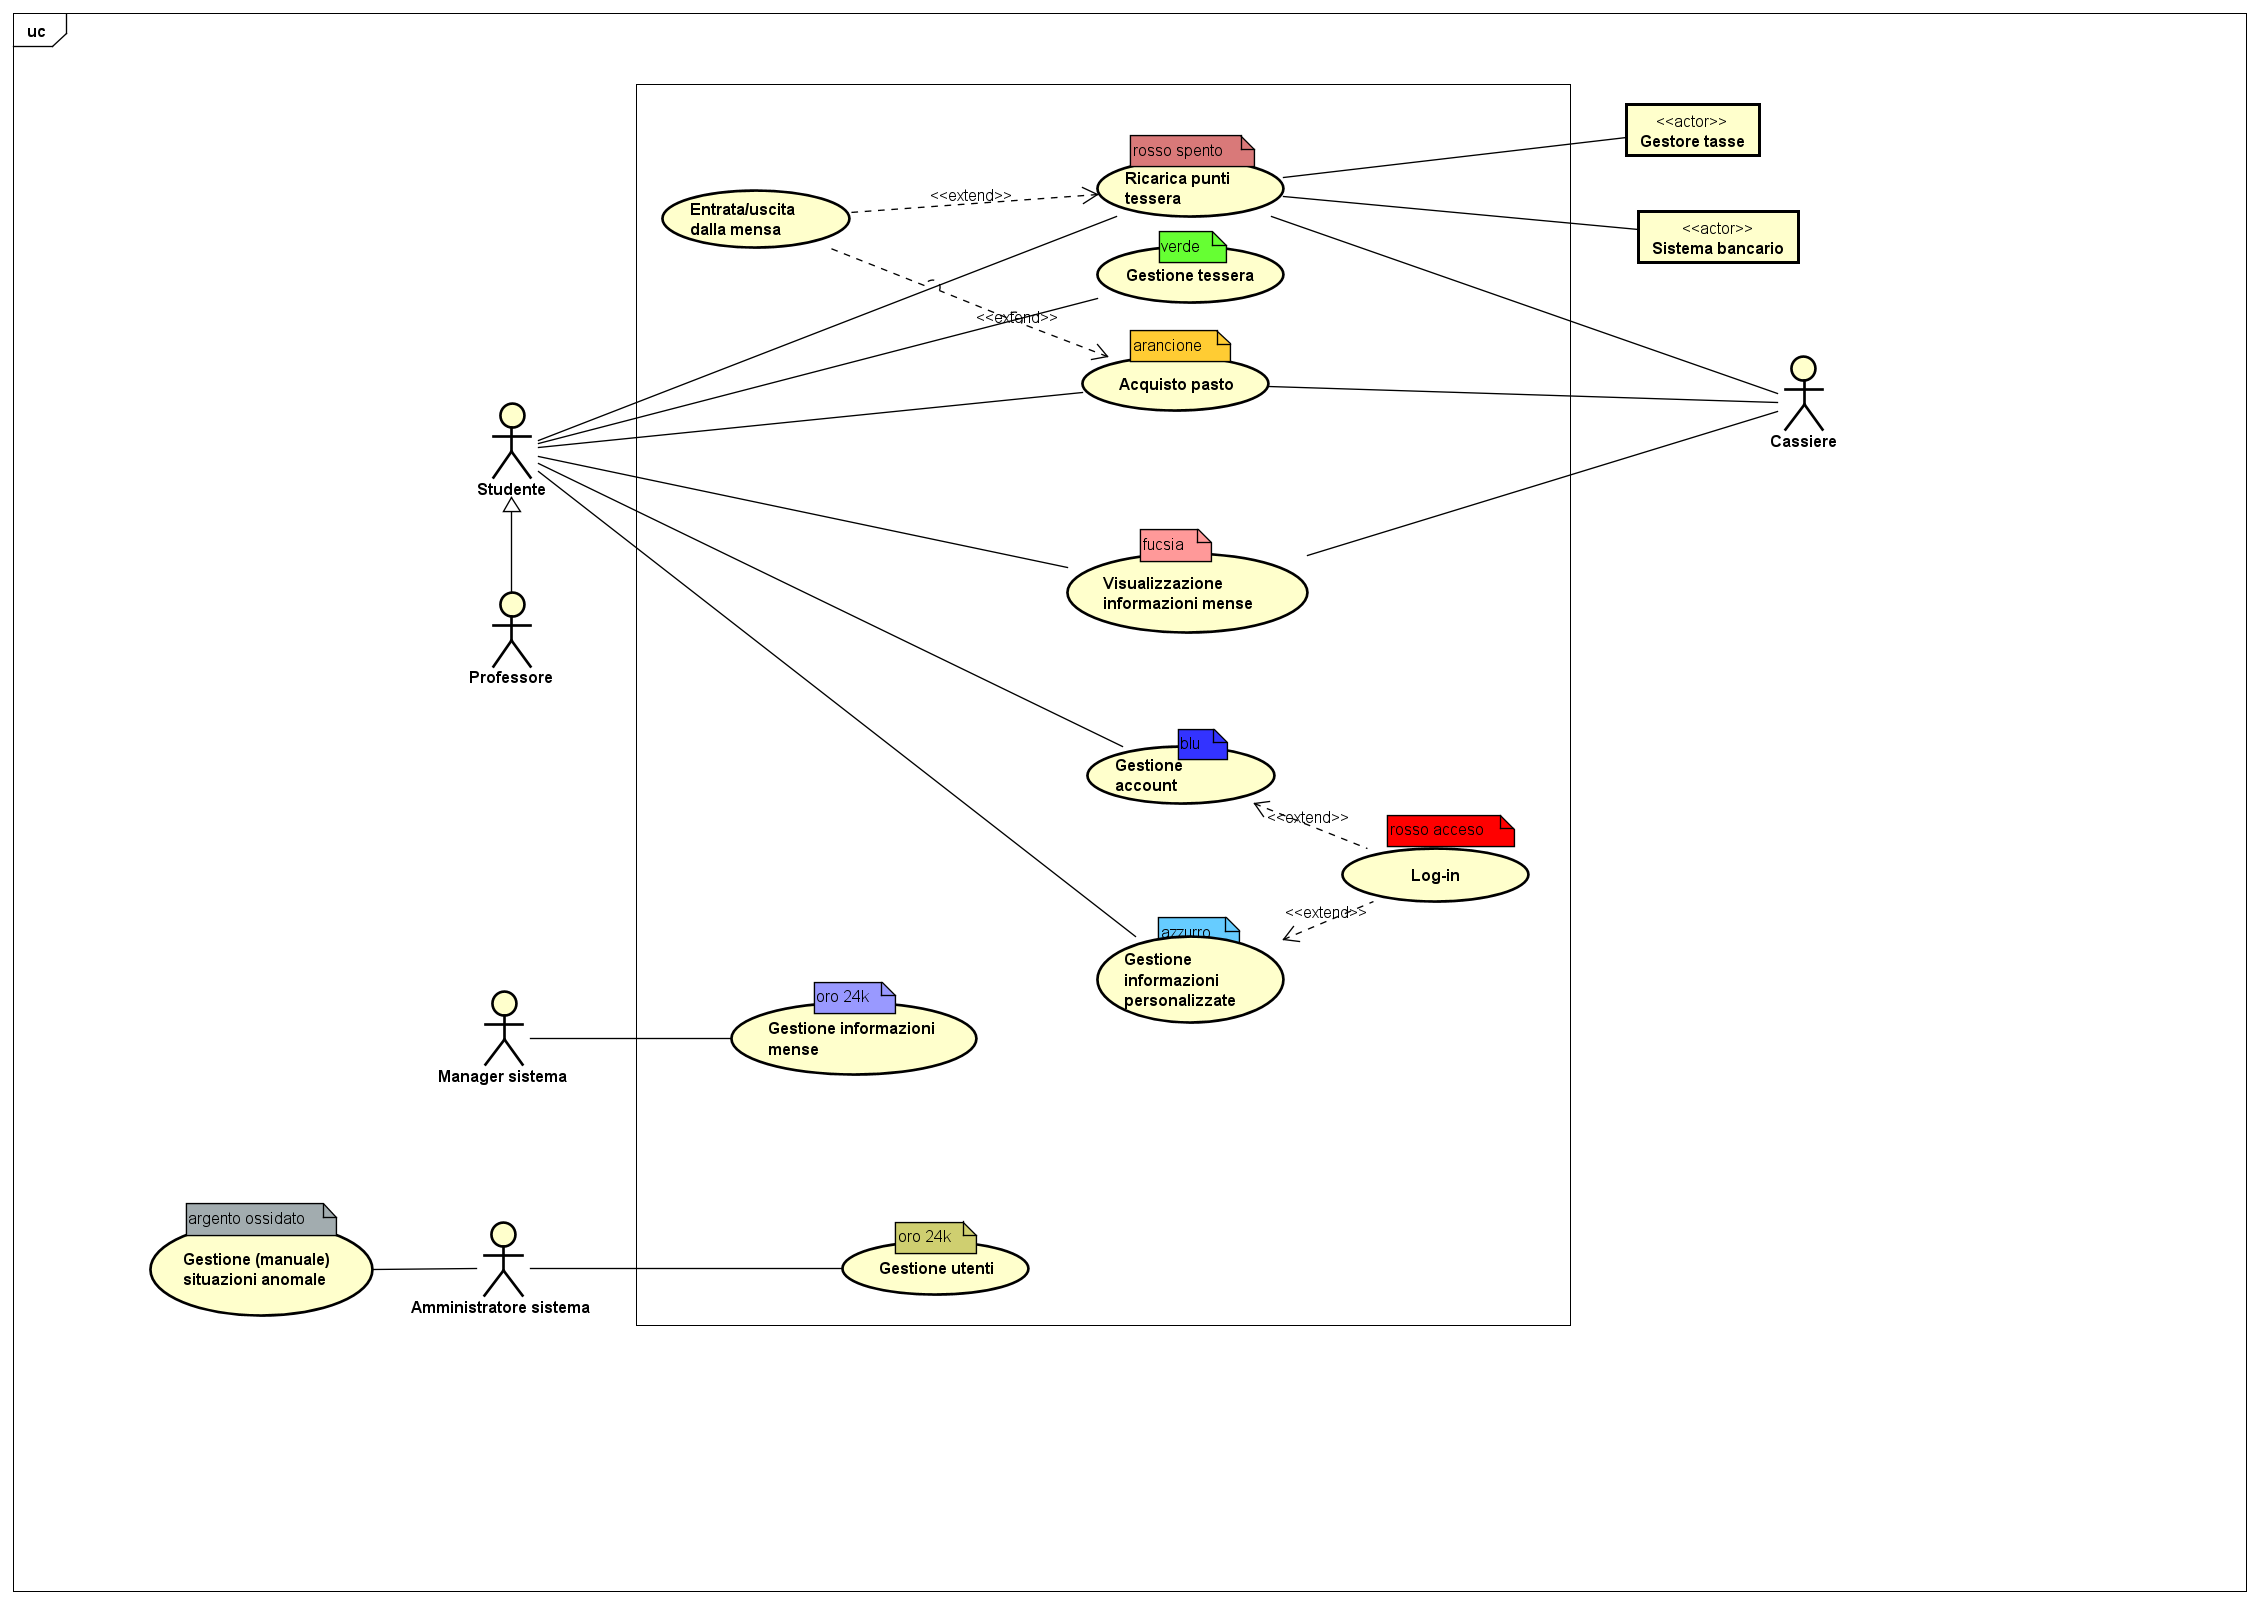 uc
<<actor>>
Gestore tasse
rosso spento
Ricarica punti
tessera
<<extend>>
Entrata/uscita
dalla mensa
<<actor>>
Sistema bancario
verde
Gestione tessera
<<extend>>
arancione
Acquisto pasto
Cassiere
Studente
fucsia
Visualizzazione
informazioni mense
Professore
blu
Gestione
account
<<extend>>
rosso acceso
Log-in
<<extend>>
azzurro
Gestione
informazioni
personalizzate
oro 24k
Gestione informazioni
mense
Manager sistema
argento ossidato
Gestione (manuale)
situazioni anomale
Amministratore sistema
oro 24k
Gestione utenti